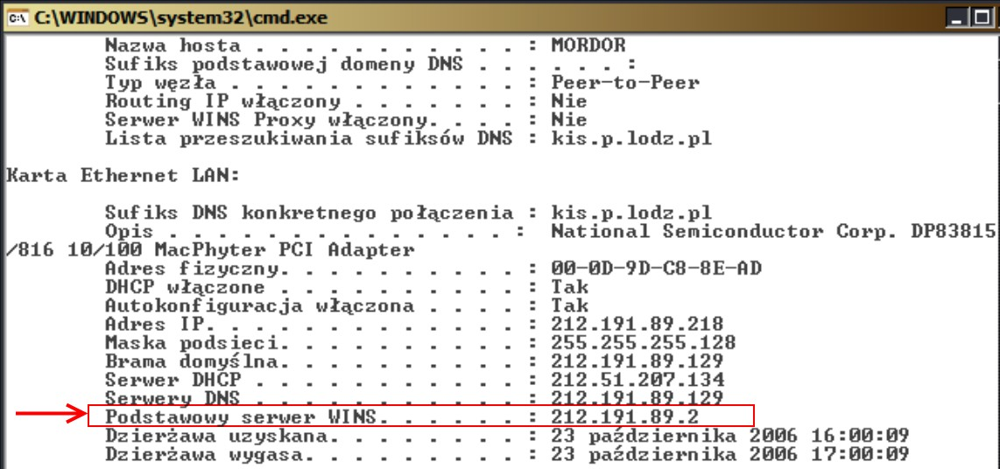 C:\WINDOWS\system32\cmd.exe
Nazwa hosta . . . . . . . . . . . : MORDOR
Sufiks podstawowej domeny DNS . . . . . . :
Typ węzła . . . . . . . . . . . . : Peer-to-Peer
Routing IP włączony . . . . . . . : Nie
Serwer WINS Proxy włączony. . . . : Nie
Lista przeszukiwania sufiksów DNS : kis.p.lodz.pl
Karta Ethernet LAN:
Sufiks DNS konkretnego połączenia : kis.p.lodz.pl
Opis . . . . . . . . . . . . . . :  National Semiconductor Corp. DP83815
/816 10/100 MacPhyter PCI Adapter
Adres fizyczny. . . . . . . . . . : 00-0D-9D-C8-8E-AD
DHCP włączone . . . . . . . . . . : Tak
Autokonfiguracja włączona . . . . : Tak
Adres IP. . . . . . . . . . . . . : 212.191.89.218
Maska podsieci. . . . . . . . . . : 255.255.255.128
Brama domyślna. . . . . . . . . . : 212.191.89.129
Serwer DHCP . . . . . . . . . . . : 212.51.207.134
Serwery DNS . . . . . . . . . . . : 212.191.89.129
Podstawowy serwer WINS. . . . . . : 212.191.89.2
Dzierżawa uzyskana. . . . . . . . : 23 października 2006 16:00:09
Dzierżawa wygasa. . . . . . . . . : 23 października 2006 17:00:09